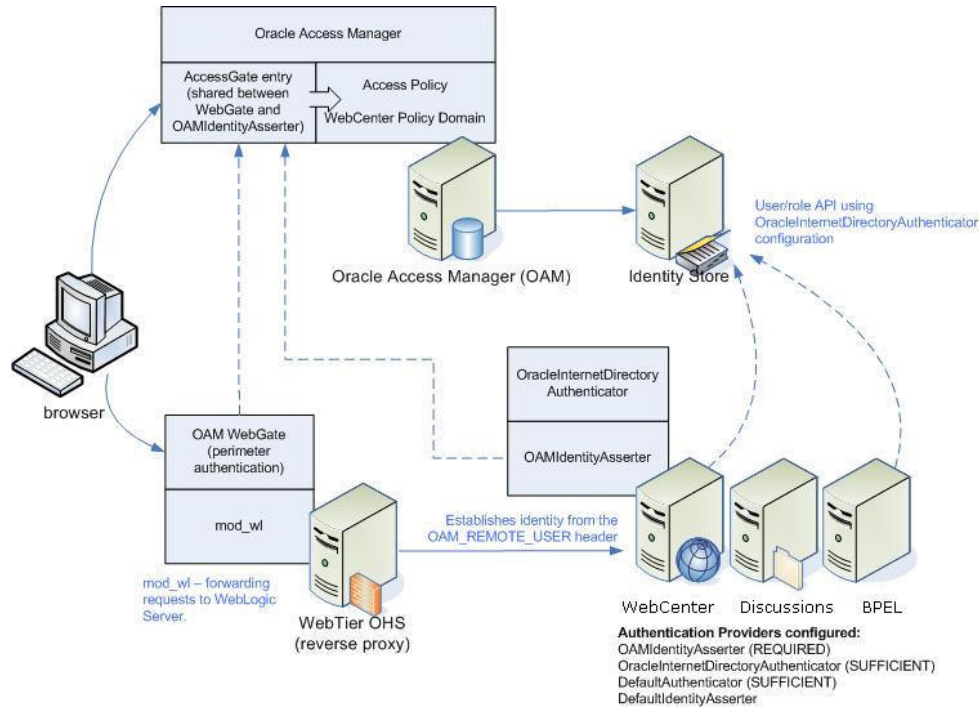 Oracle Access Manager
AccessGate entry
(shared between
WebGate and
OAMIdentityAsserter)
Access Policy
WebCenter Policy Domain
User/role API using
OracleInternetDirectoryAuthenticator
configuration
Oracle Access Manager (OAM)
Identity Store
browser
OracleInternetDirectory
Authenticator
OAMIdentityAsserter
OAM WebGate
(perimeter
authentication)
mod_wl
Establishes identity from the
OAM_REMOTE_USER header
mod_wl – forwarding
requests to WebLogic
Server.
WebTier OHS
(reverse proxy)
WebCenter
Discussions
BPEL
Authentication Providers configured:
OAMIdentityAsserter (REQUIRED)
OracleInternetDirectoryAuthenticator (SUFFICIENT)
DefaultAuthenticator (SUFFICIENT)
DefaultIdentityAsserter